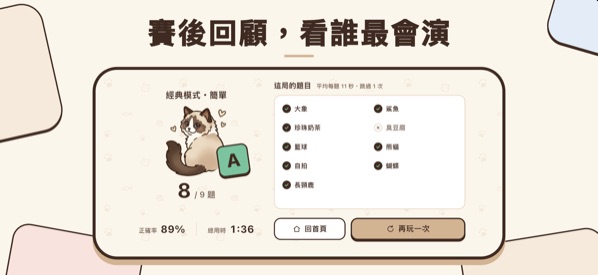 賽後回顧，看誰最會演
經典模式・簡單
A
8 / 9 題
正確率 89%
總用時 1:36
這局的題目 平均每題 11 秒・跳過 1 次
大象
鯊魚
珍珠奶茶
臭豆腐
籃球
熊貓
自拍
蝴蝶
長頸鹿
回首頁
再玩一次